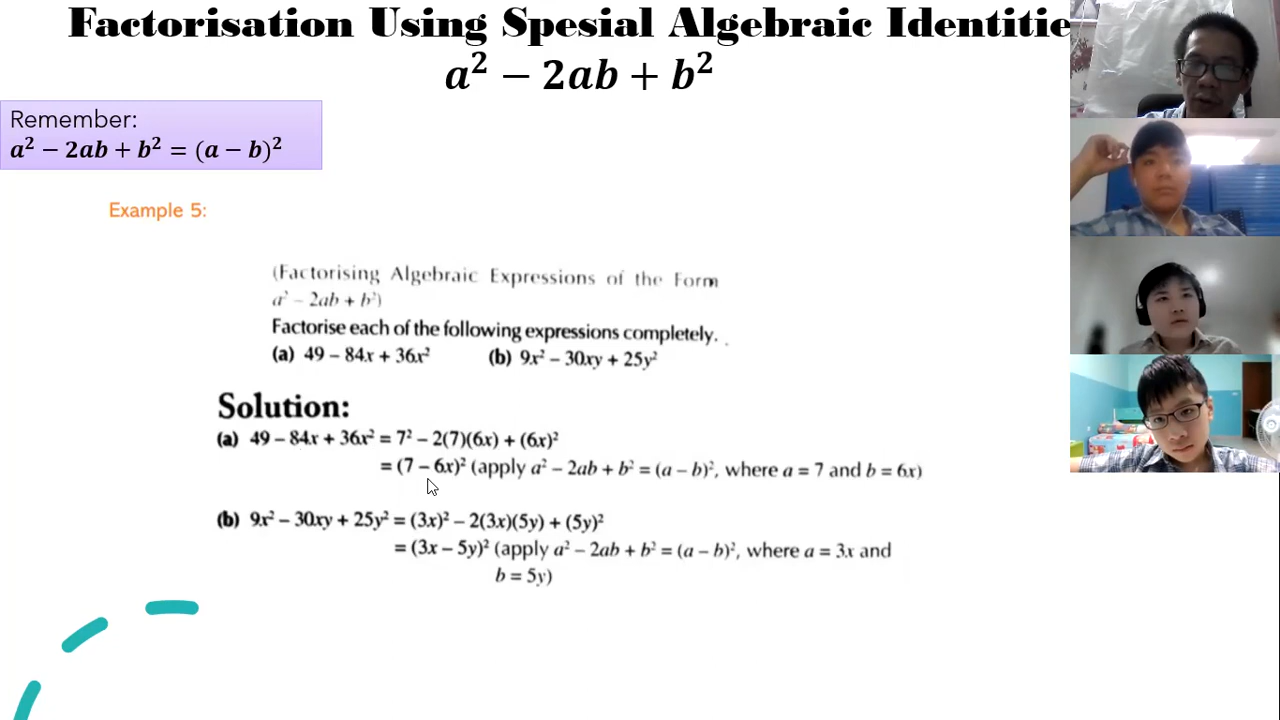 Factorisation Using Spesial Algebraic Identitie
a² − 2ab + b²
Remember:
a² − 2ab + b² = (a − b)²
Example 5:
(Factorising Algebraic Expressions of the Form
a² − 2ab + b²)
Factorise each of the following expressions completely.
(a) 49 − 84x + 36x² (b) 9x² − 30xy + 25y²
Solution:
(a) 49 − 84x + 36x² = 7² − 2(7)(6x) + (6x)²
= (7 − 6x)² (apply a² − 2ab + b² = (a − b)², where a = 7 and b = 6x)
(b) 9x² − 30xy + 25y² = (3x)² − 2(3x)(5y) + (5y)²
= (3x − 5y)² (apply a² − 2ab + b² = (a − b)², where a = 3x and
b = 5y)